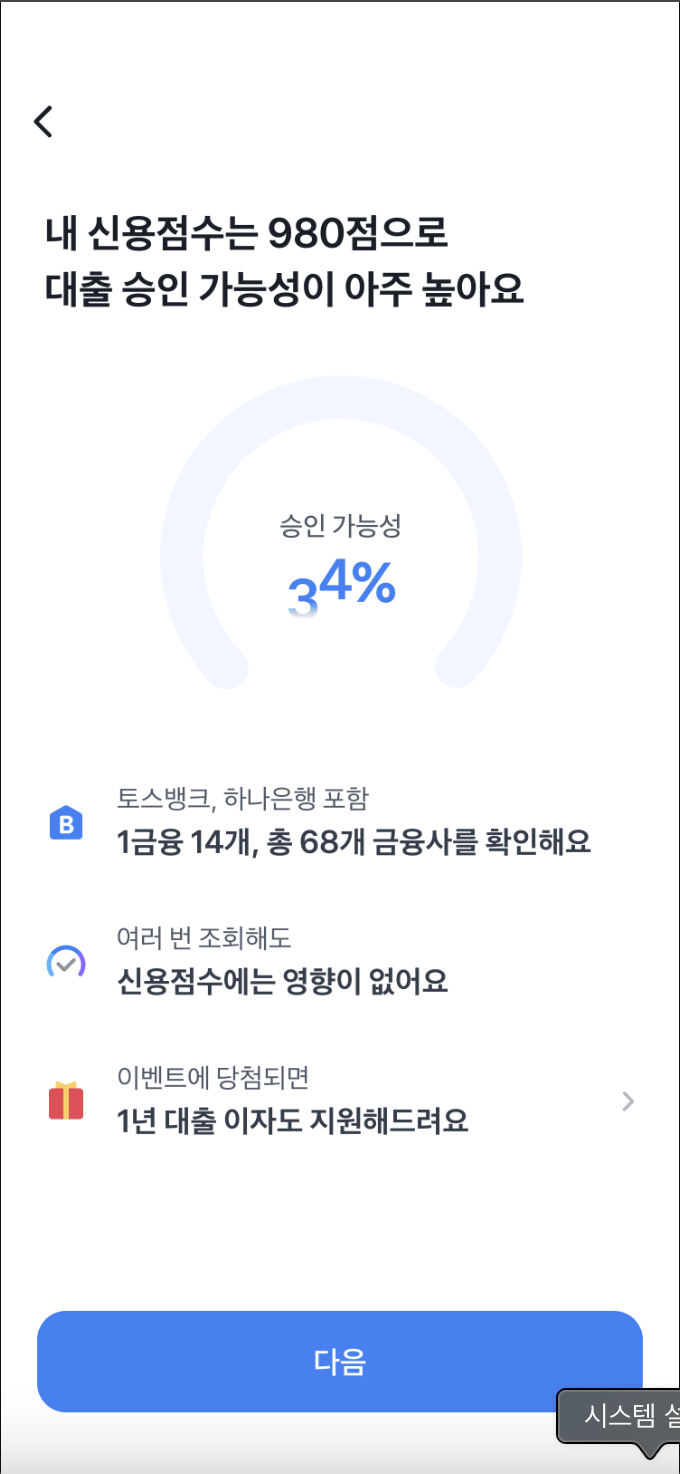 내 신용점수는 980점으로
대출 승인 가능성이 아주 높아요
승인 가능성
34%
B
토스뱅크, 하나은행 포함
1금융 14개, 총 68개 금융사를 확인해요
여러 번 조회해도
신용점수에는 영향이 없어요
이벤트에 당첨되면
1년 대출 이자도 지원해드려요
다음
시스템